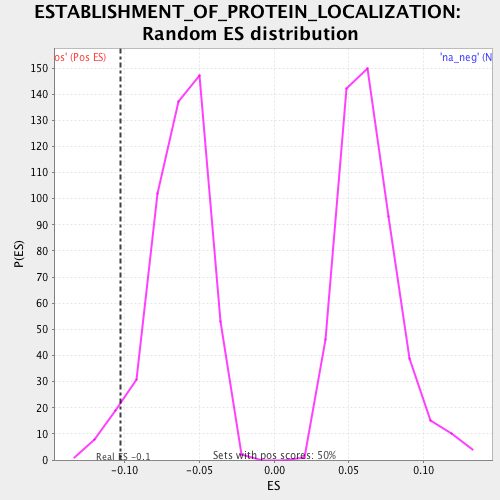 ESTABLISHMENT_OF_PROTEIN_LOCALIZATION:
Random ES distribution
os' (Pos ES)
'na_neg' (N
150
140
130
120
110
100
90
80
70
60
50
40
30
20
10
0
P(ES)
Real ES -0.1
Sets with pos scores: 50%
-0.10
-0.05
0.00
0.05
0.10
ES